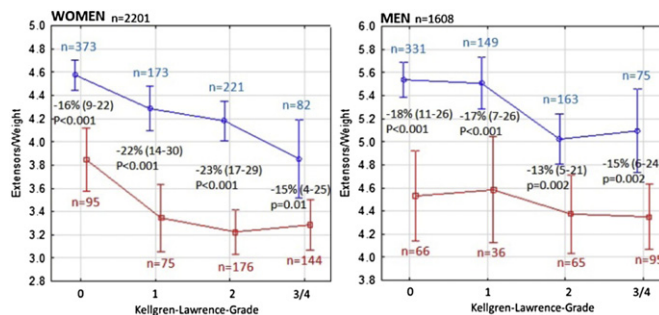 WOMEN n=2201
Extensors/Weight
5.0
4.8
4.6
4.4
4.2
4.0
3.8
3.6
3.4
3.2
3.0
2.8
n=373
n=173
n=221
n=82
-16% (9-22)
P<.001
-22% (14-30)
P<.001
-23% (17-29)
P<.001
-15% (4-25)
p=0.01
n=95
n=75
n=176
n=144
0
1
2
3/4
Kellgren-Lawrence-Grade
MEN n=1608
Extensors/Weight
6.0
5.8
5.6
5.4
5.2
5.0
4.8
4.6
4.4
4.2
4.0
3.8
n=331
n=149
n=163
n=75
-18% (11-26)
P<.001
-17% (7-26)
P<.001
-13% (5-21)
p=0.002
-15% (6-24
p=0.002
n=66
n=36
n=65
n=95
0
1
2
3/4
Kellgren-Lawrence-Grade